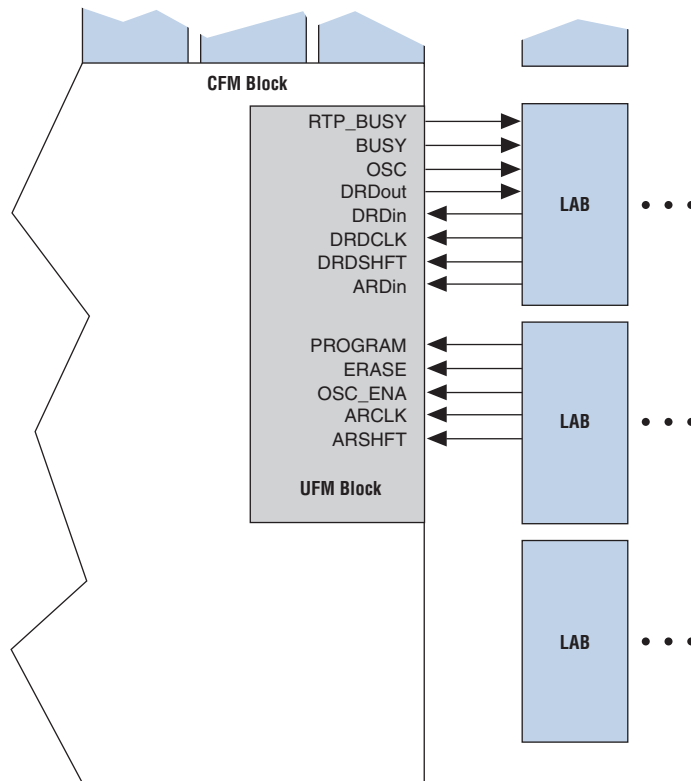 CFM Block
RTP_BUSY
BUSY
OSC
DRDout
DRDin
DRDCLK
DRDSHFT
ARDin
PROGRAM
ERASE
OSC_ENA
ARCLK
ARSHFT
UFM Block
LAB
LAB
LAB